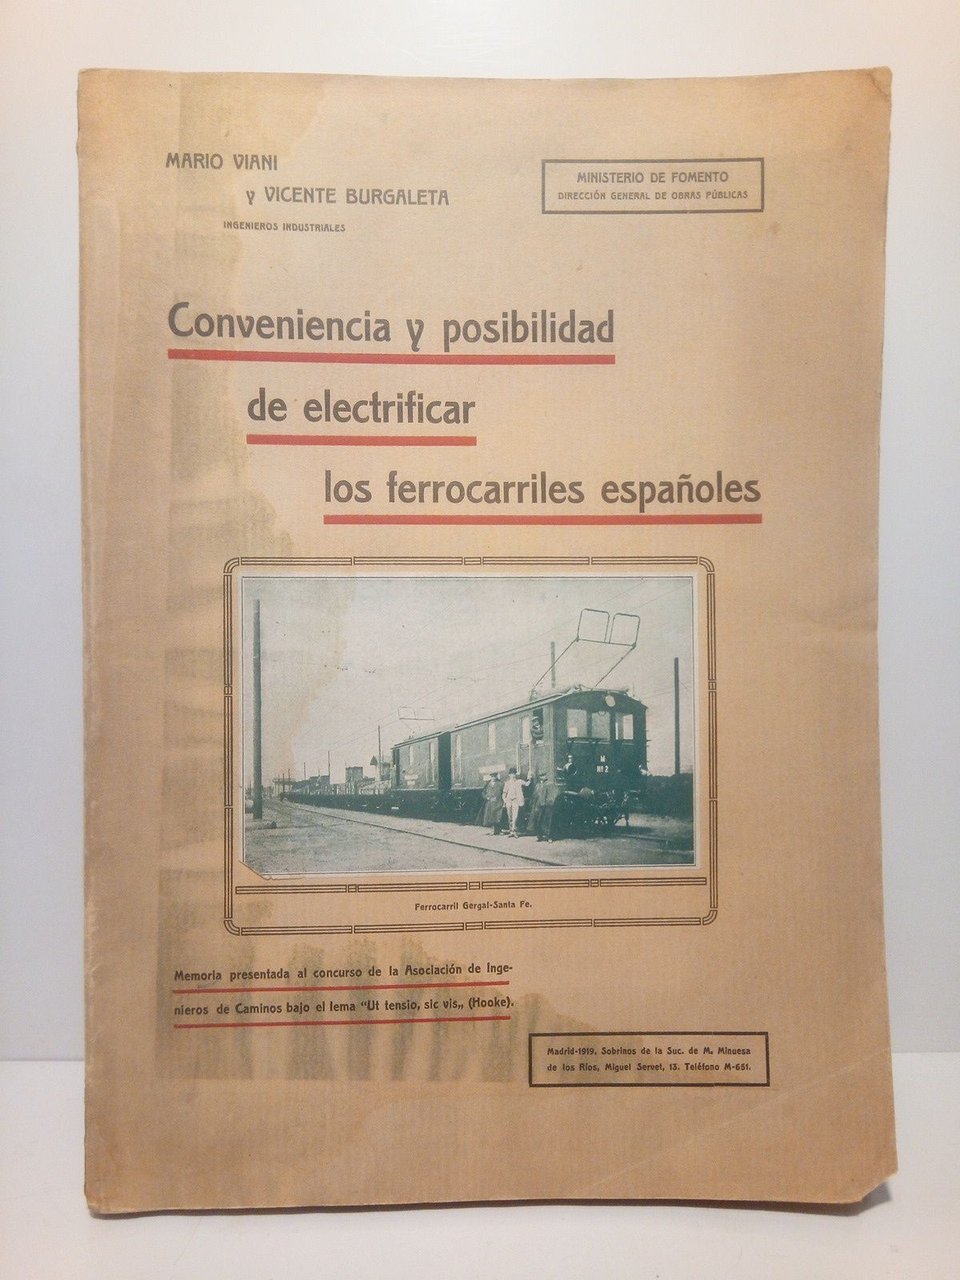 MARIO VIANI
y VICENTE BURGALETA
INGENIEROS INDUSTRIALES
MINISTERIO DE FOMENTO
DIRECCIÓN GENERAL DE OBRAS PÚBLICAS
Conveniencia y posibilidad
de electrificar
los ferrocarriles españoles
M
Nº 2
Ferrocarril Gergal-Santa Fe.
Memoria presentada al concurso de la Asociación de Inge-
nieros de Caminos bajo el lema "Ut tensio, sic vis„ (Hooke).
Madrid-1919. Sobrinos de la Suc. de M. Minuesa
de los Ríos, Miguel Servet, 13. Teléfono M-651.